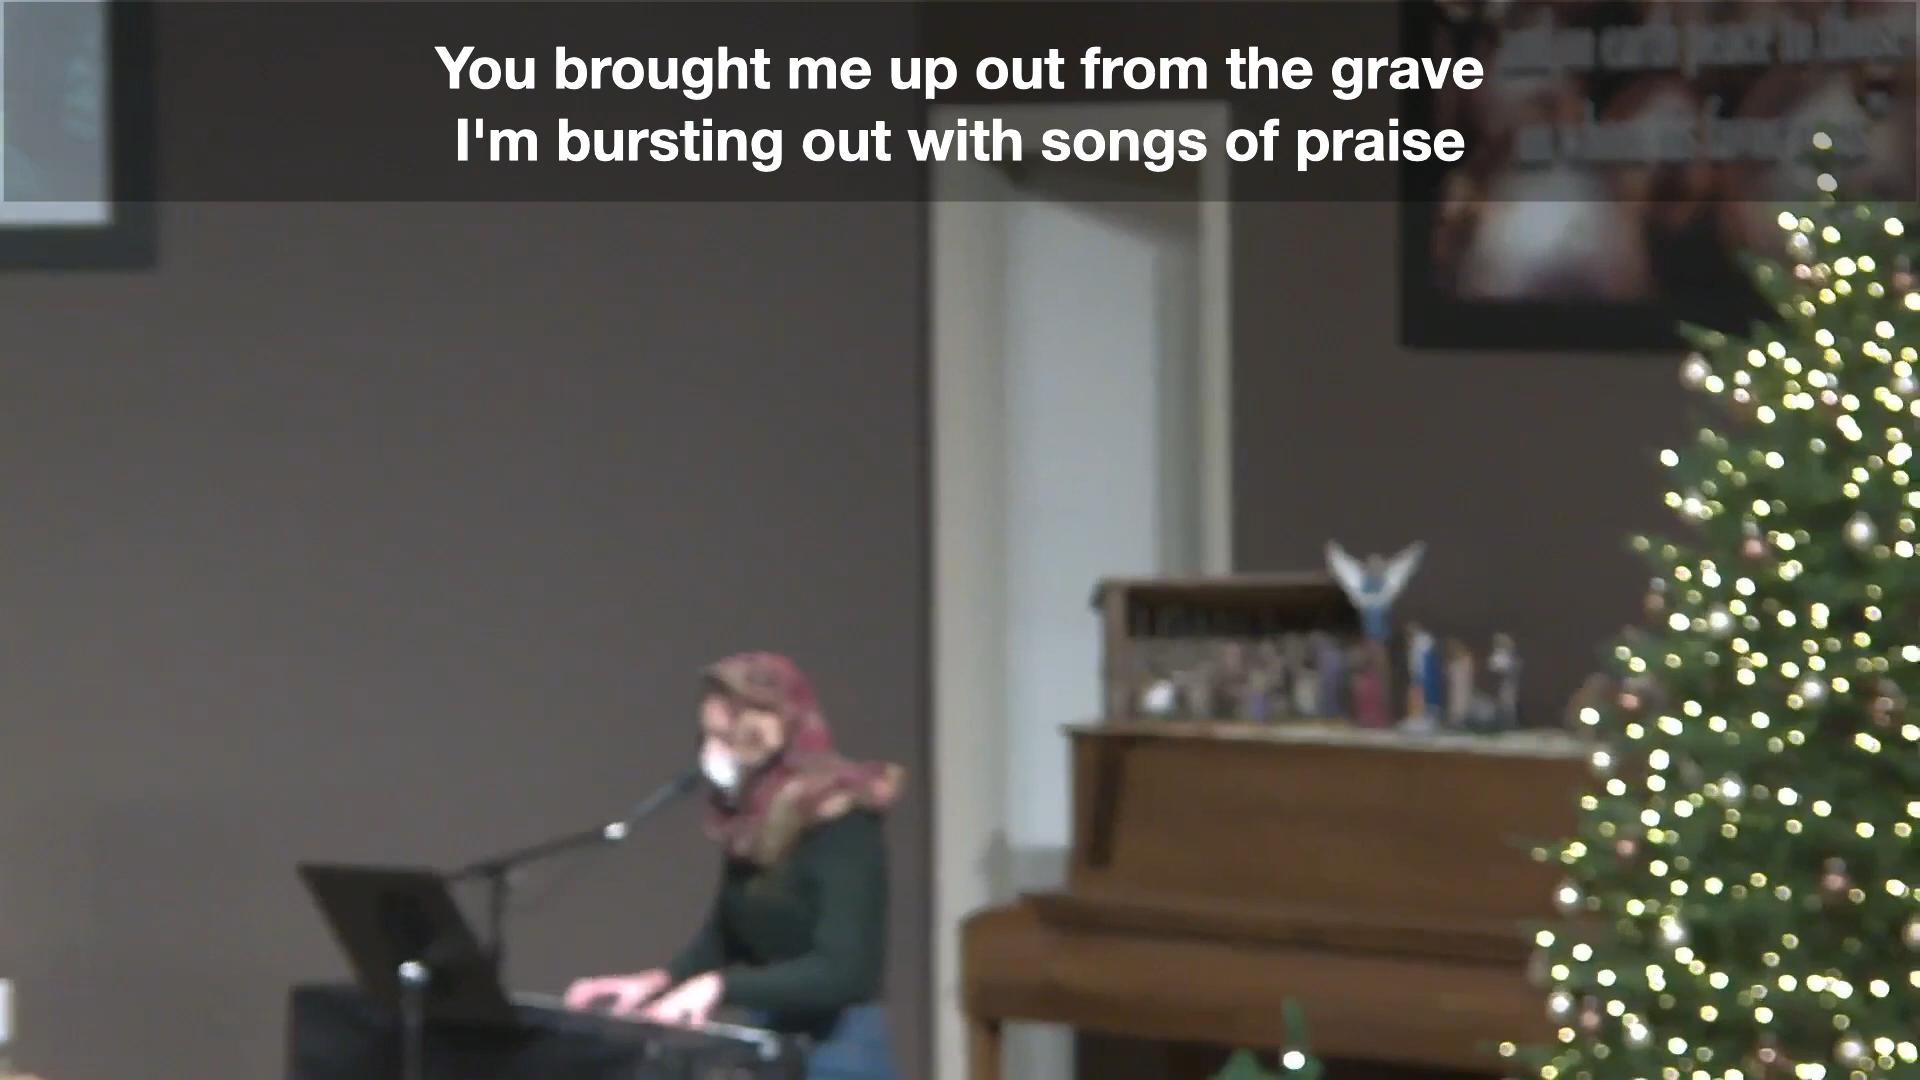 You brought me up out from the grave
I'm bursting out with songs of praise